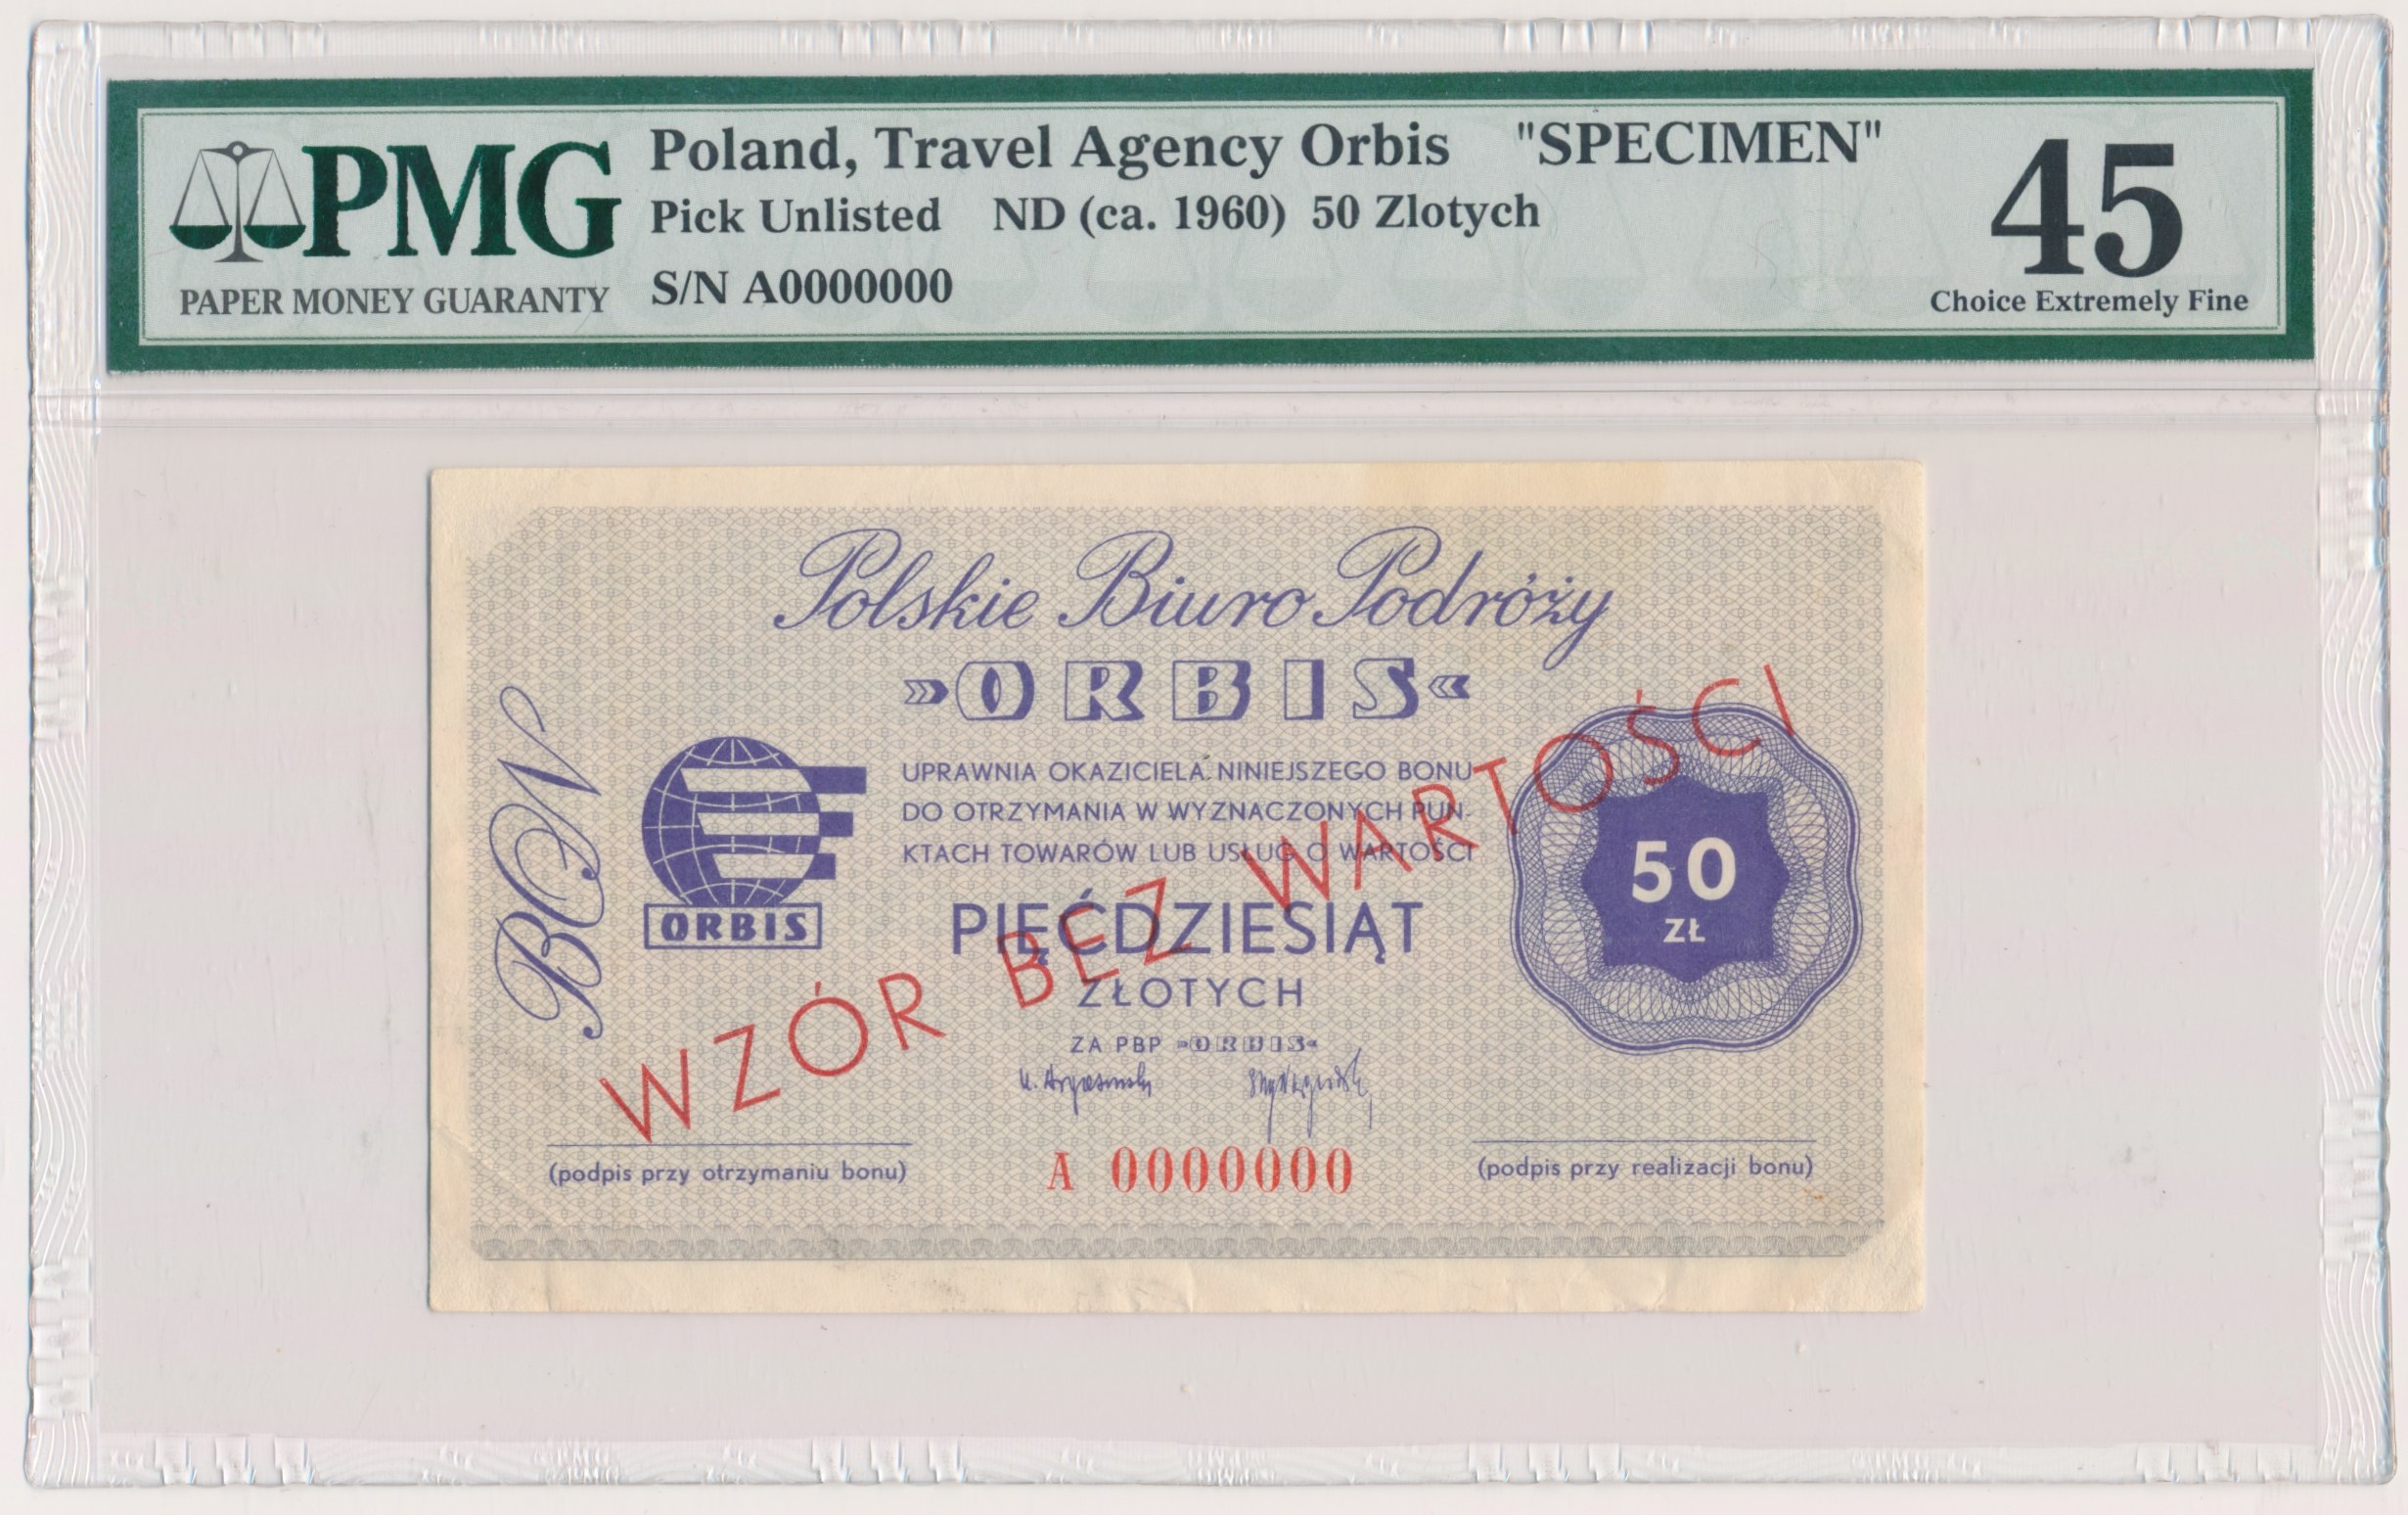 PMG
PAPER MONEY GUARANTY
Poland, Travel Agency Orbis "SPECIMEN"
Pick Unlisted ND (ca. 1960) 50 Zlotych
S/N A0000000
45
Choice Extremely Fine
Polskie Biuro Podróży
»ORBIS«
BON
ORBIS
UPRAWNIA OKAZICIELA NINIEJSZEGO BONU
DO OTRZYMANIA W WYZNACZONYCH PUN-
KTACH TOWARÓW LUB USŁUG O WARTOŚCI
PIĘĆDZIESIĄT
ZŁOTYCH
50
ZŁ
WZÓR BEZ WARTOŚCI
ZA PBP »ORBIS«
(podpis przy otrzymaniu bonu)
A 0000000
(podpis przy realizacji bonu)